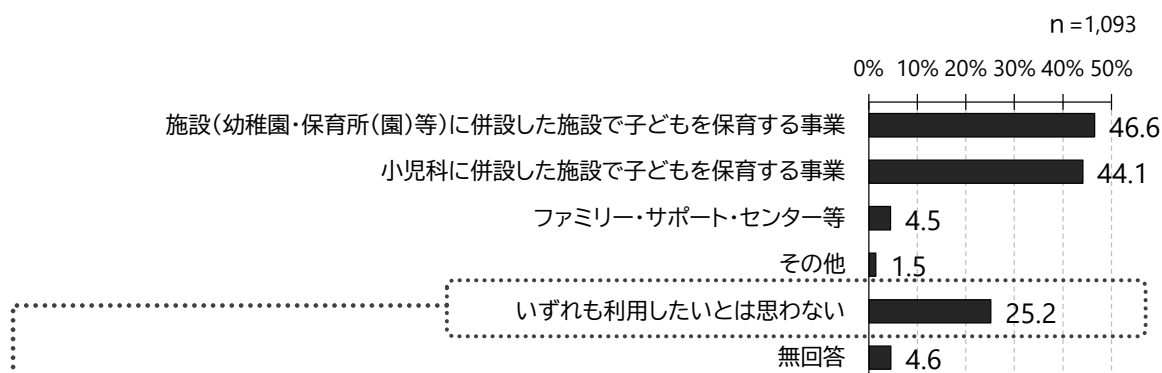 n =1,093
0% 10% 20% 30% 40% 50%
施設(幼稚園・保育所(園)等)に併設した施設で子どもを保育する事業 46.6
小児科に併設した施設で子どもを保育する事業 44.1
ファミリー・サポート・センター等 4.5
その他 1.5
いずれも利用したいとは思わない 25.2
無回答 4.6